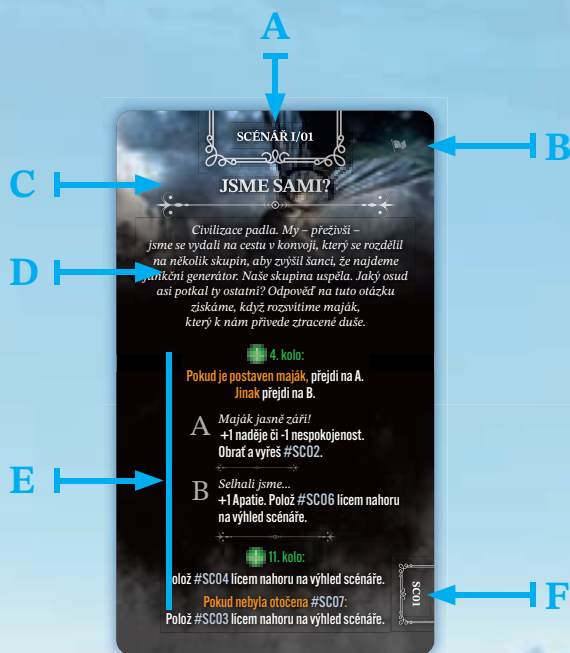 A
SCÉNÁŘ I/01
B
C
JSME SAMI?
Civilizace padla. My – přeživší –
jsme se vydali na cestu v konvoji, který se rozdělil
na několik skupin, aby zvýšil šanci, že najdeme
funkční generátor. Naše skupina uspěla. Jaký osud
asi potkal ty ostatní? Odpověď na tuto otázku
získáme, když rozsvítíme maják,
který k nám přivede ztracené duše.
D
4. kolo:
Pokud je postaven maják, přejdi na A.
Jinak přejdi na B.
A Maják jasně září!
+1 naděje či -1 nespokojenost.
Obrať a vyřeš #SC02.
E
B Selhali jsme...
+1 Apatie. Polož #SC06 lícem nahoru
na výhled scénáře.
11. kolo:
Polož #SC04 lícem nahoru na výhled scénáře.
Pokud nebyla otočena #SC07:
Polož #SC03 lícem nahoru na výhled scénáře.
SC01
F